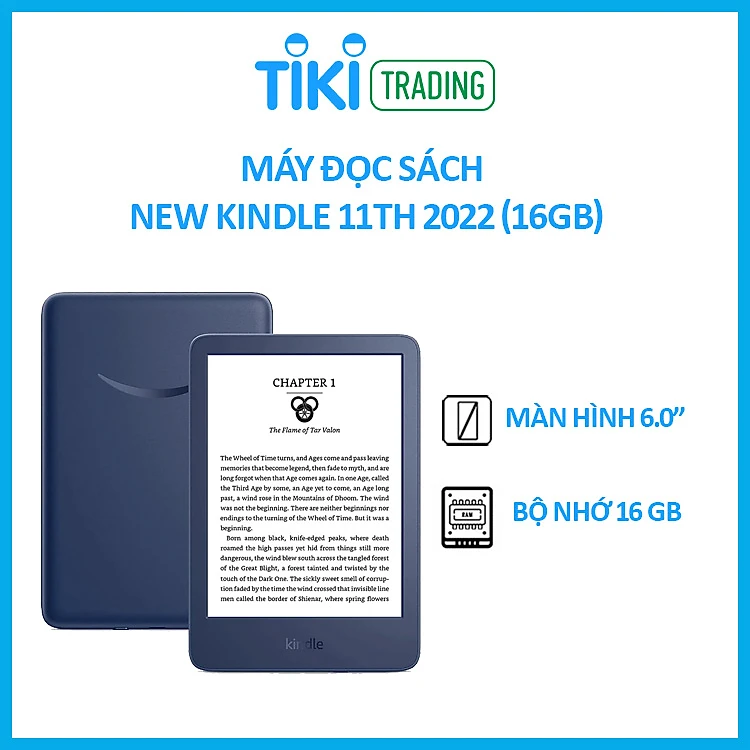 TIKI TRADING
MÁY ĐỌC SÁCH
NEW KINDLE 11TH 2022 (16GB)
CHAPTER 1
The Flame of Tar Valon
The Wheel of Time turns, and Ages come and pass leaving
memories that become legend, then fade to myth, and are
long forgot when that Age comes again. In one Age, called
the Third Age by some, an Age yet to come, an Age long
past, a wind rose in the Mountains of Dhoom. The wind
was not the beginning. There are neither beginnings nor
endings to the turning of the Wheel of Time. But it was a
beginning.
Born among black, knife-edged peaks, where death
roamed the high passes yet hid from things still more
dangerous, the wind blew south across the tangled forest
of the Great Blight, a forest tainted and twisted by the
touch of the Dark One. The sickly sweet smell of corrup-
tion faded by the time the wind crossed that invisible line
men called the border of Shienar, where spring flowers
kindle
MÀN HÌNH 6.0”
RAM
BỘ NHỚ 16 GB